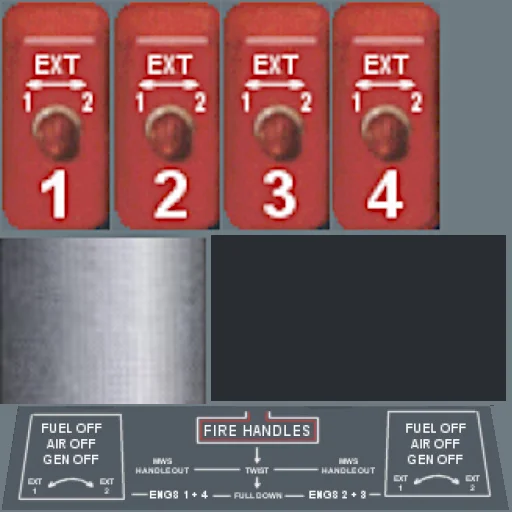 EXT
1 2
1
EXT
1 2
2
EXT
1 2
3
EXT
1 2
4
FUEL OFF
AIR OFF
GEN OFF
EXT 1 EXT 2
FIRE HANDLES
MWS HANDLE OUT TWIST MWS HANDLE OUT
ENGS 1 + 4 FULL DOWN ENGS 2 + 3
FUEL OFF
AIR OFF
GEN OFF
EXT 1 EXT 2